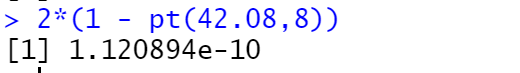 > 2*(1 - pt(42.08,8))
[1] 1.120894e-10